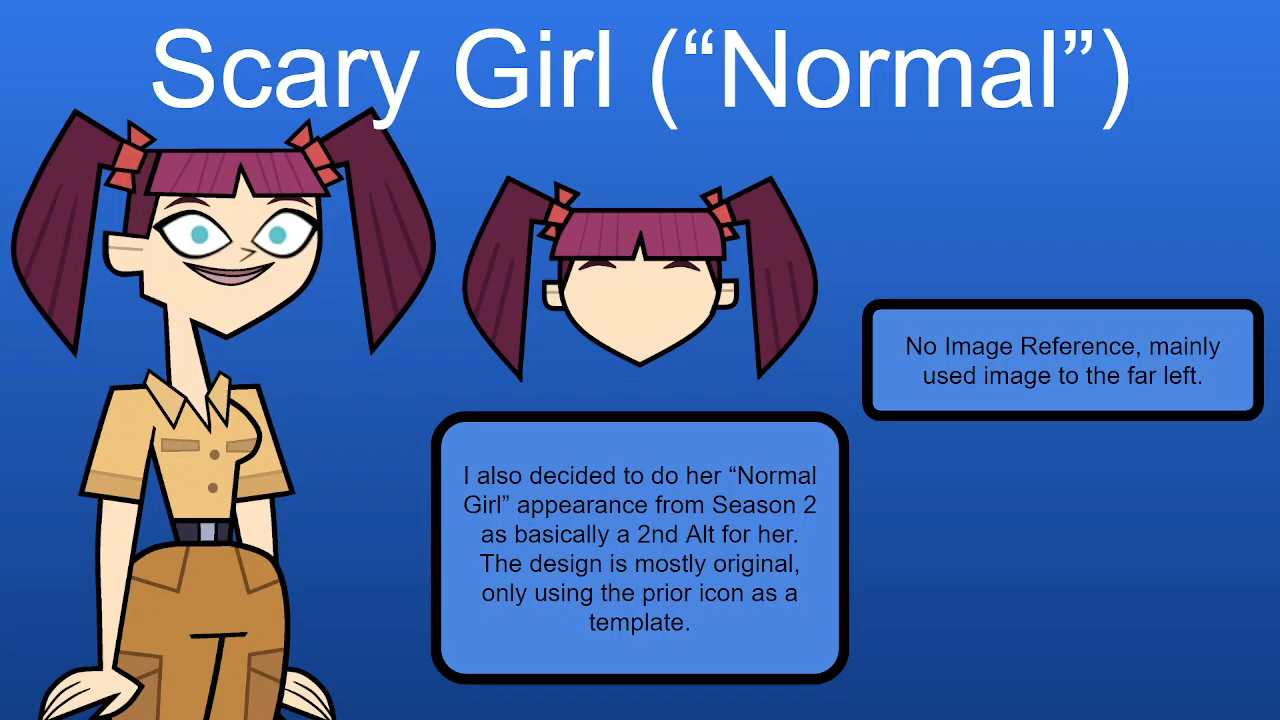 Scary Girl (“Normal”)
No Image Reference, mainly
used image to the far left.
I also decided to do her “Normal
Girl” appearance from Season 2
as basically a 2nd Alt for her.
The design is mostly original,
only using the prior icon as a
template.